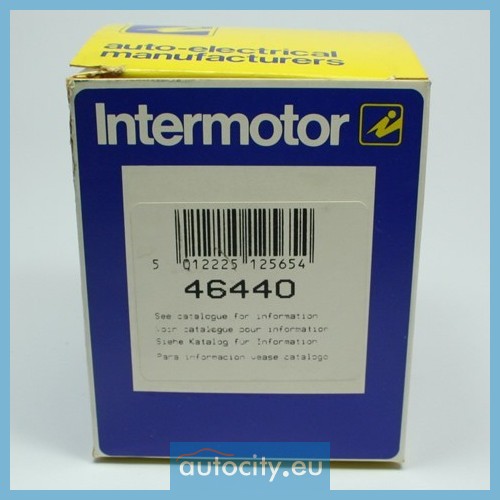 auto-electrical
manufacturers
Intermotor
5 012225 125654
46440
See catalogue for information
Voir catalogue pour information
Siehe Katalog fur Information
Para informacion vease catalogo
autocity.eu